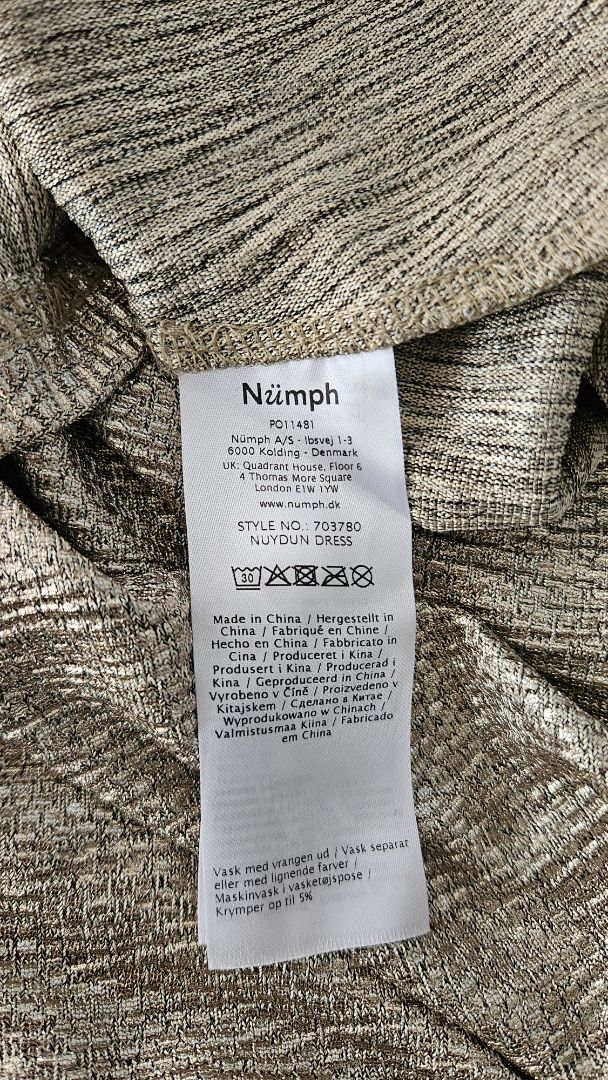 Nümph
PO11481
Nümph A/S - Ibsvej 1-3
6000 Kolding - Denmark
UK: Quadrant House, Floor 6
4 Thomas More Square
London E1W 1YW
www.numph.dk
STYLE NO.: 703780
NUYDUN DRESS
30
Made in China / Hergestellt in
China / Fabriqué en Chine /
Hecho en China / Fabbricato in
Cina / Produceret i Kina /
Produsert i Kina / Producerad i
Kina / Geproduceerd in China /
Vyrobeno v Číně / Proizvedeno v
Kitajskem / Сделано в Китае /
Wyprodukowano w Chinach /
Valmistusmaa Kiina / Fabricado
em China
Vask med vrangen ud / Vask separat
eller med lignende farver /
Maskinvask i vasketøjspose /
Krymper op til 5%